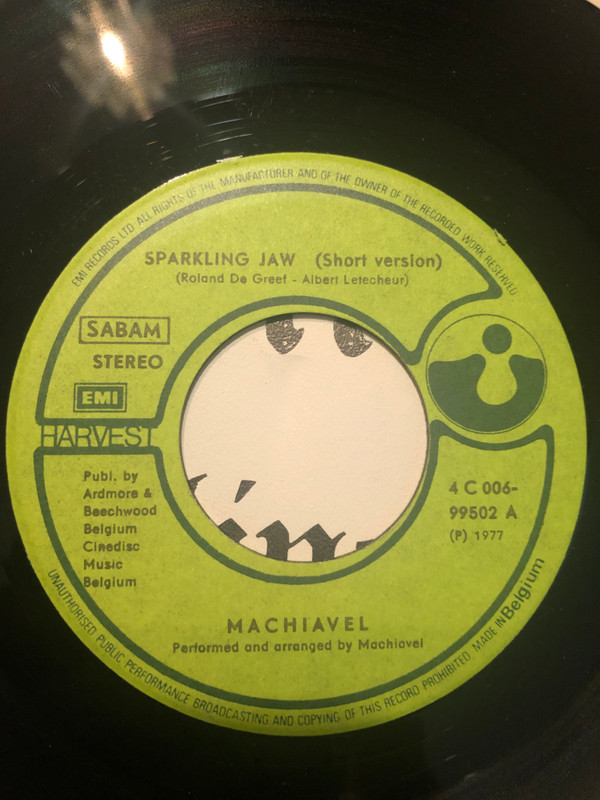 EMI RECORDS LTD. ALL RIGHTS OF THE MANUFACTURER AND OF THE OWNER OF THE RECORDED WORK RESERVED
SPARKLING JAW (Short version)
(Roland De Greef - Albert Letecheur)
SABAM
STEREO
EMI
HARVEST
Publ. by
Ardmore &
Beechwood
Belgium
Cinedisc
Music
Belgium
4 C 006-
99502 A
(P) 1977
MACHIAVEL
Performed and arranged by Machiavel
UNAUTHORISED PUBLIC PERFORMANCE BROADCASTING AND COPYING OF THIS RECORD PROHIBITED. MADE IN Belgium